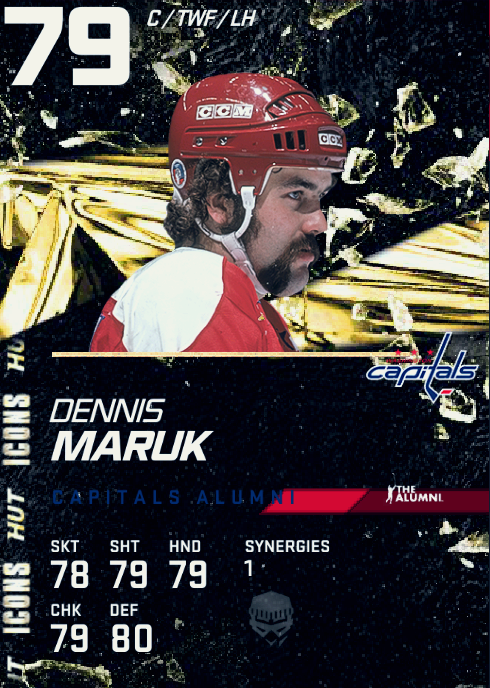 79
C / TWF / LH
CCM
CCM
capitals
DENNIS
MARUK
CAPITALS ALUMNI
THE
ALUMNI
SKT SHT HND SYNERGIES
78 79 79 1
CHK DEF
79 80
HUT
ICONS
HUT
ICONS